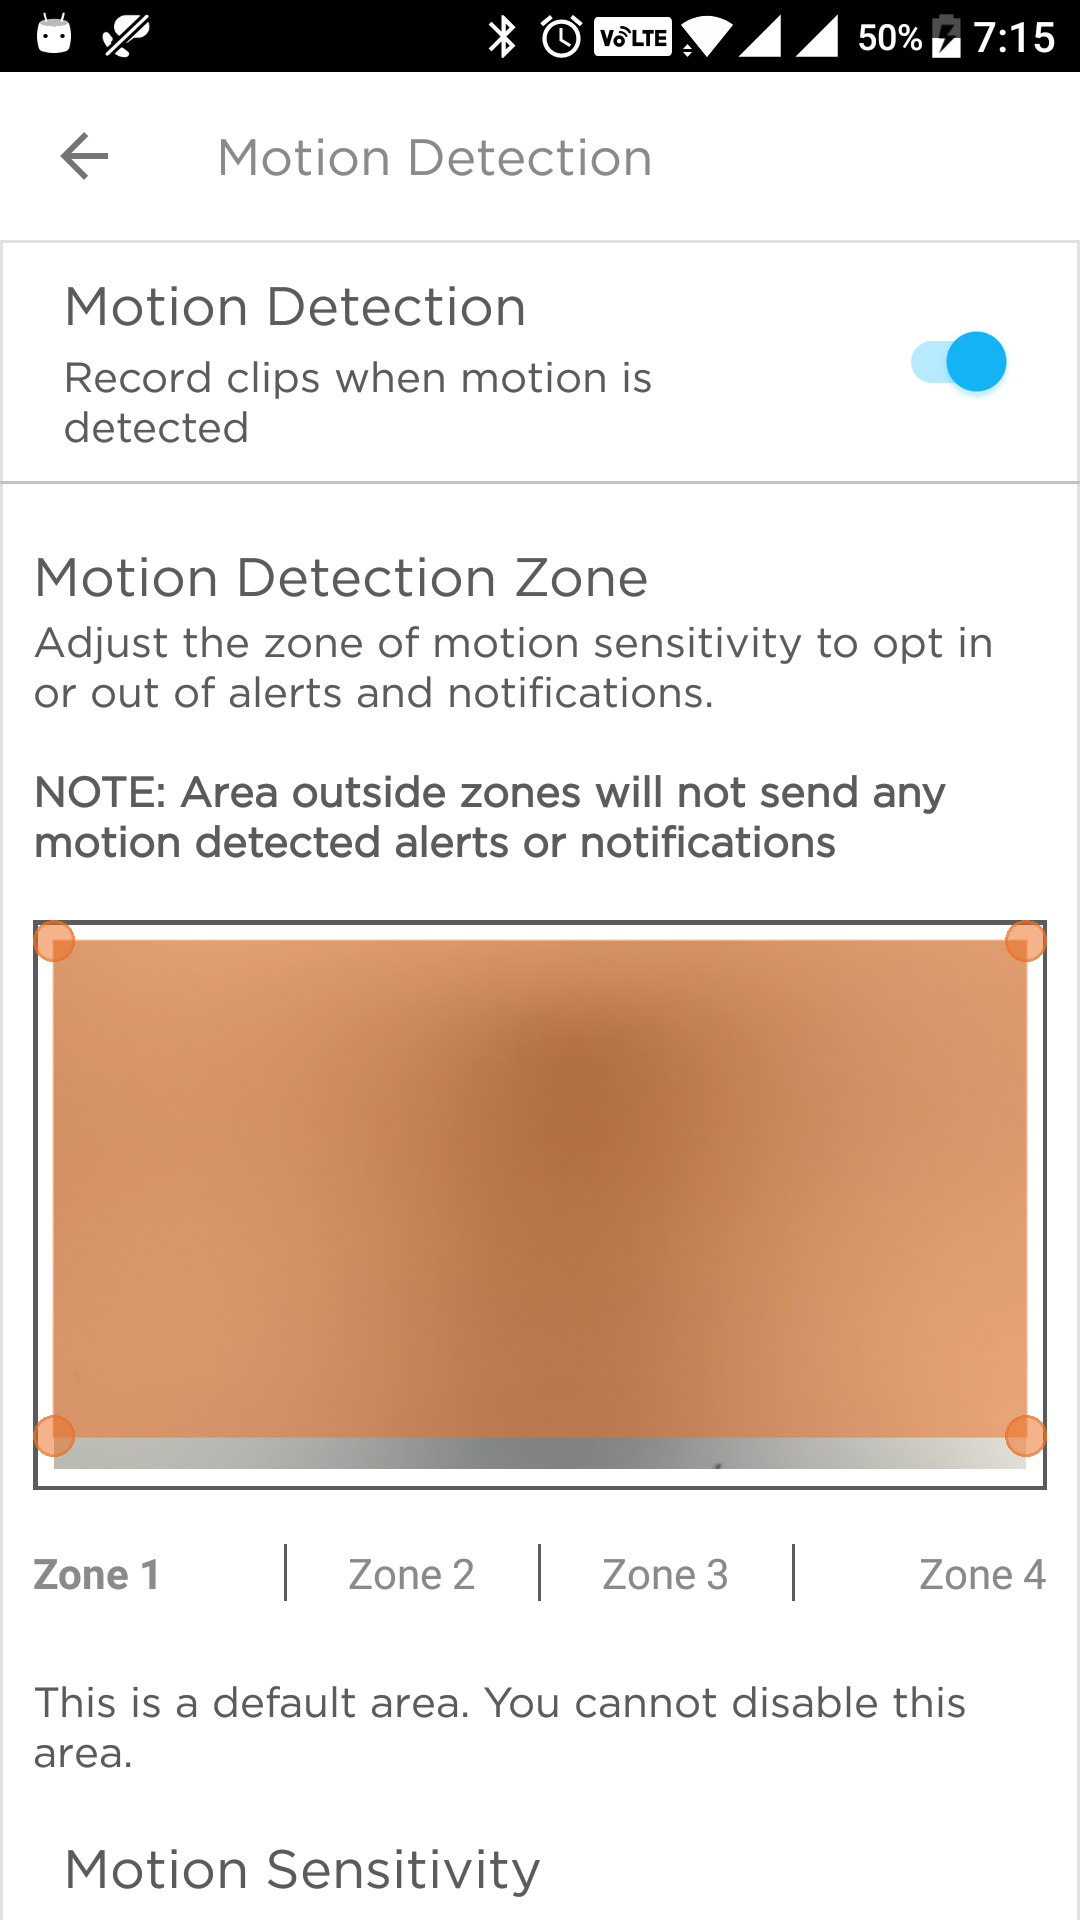 VoLTE 50% 7:15
Motion Detection
Motion Detection
Record clips when motion is
detected
Motion Detection Zone
Adjust the zone of motion sensitivity to opt in
or out of alerts and notifications.
NOTE: Area outside zones will not send any
motion detected alerts or notifications
Zone 1 Zone 2 Zone 3 Zone 4
This is a default area. You cannot disable this
area.
Motion Sensitivity